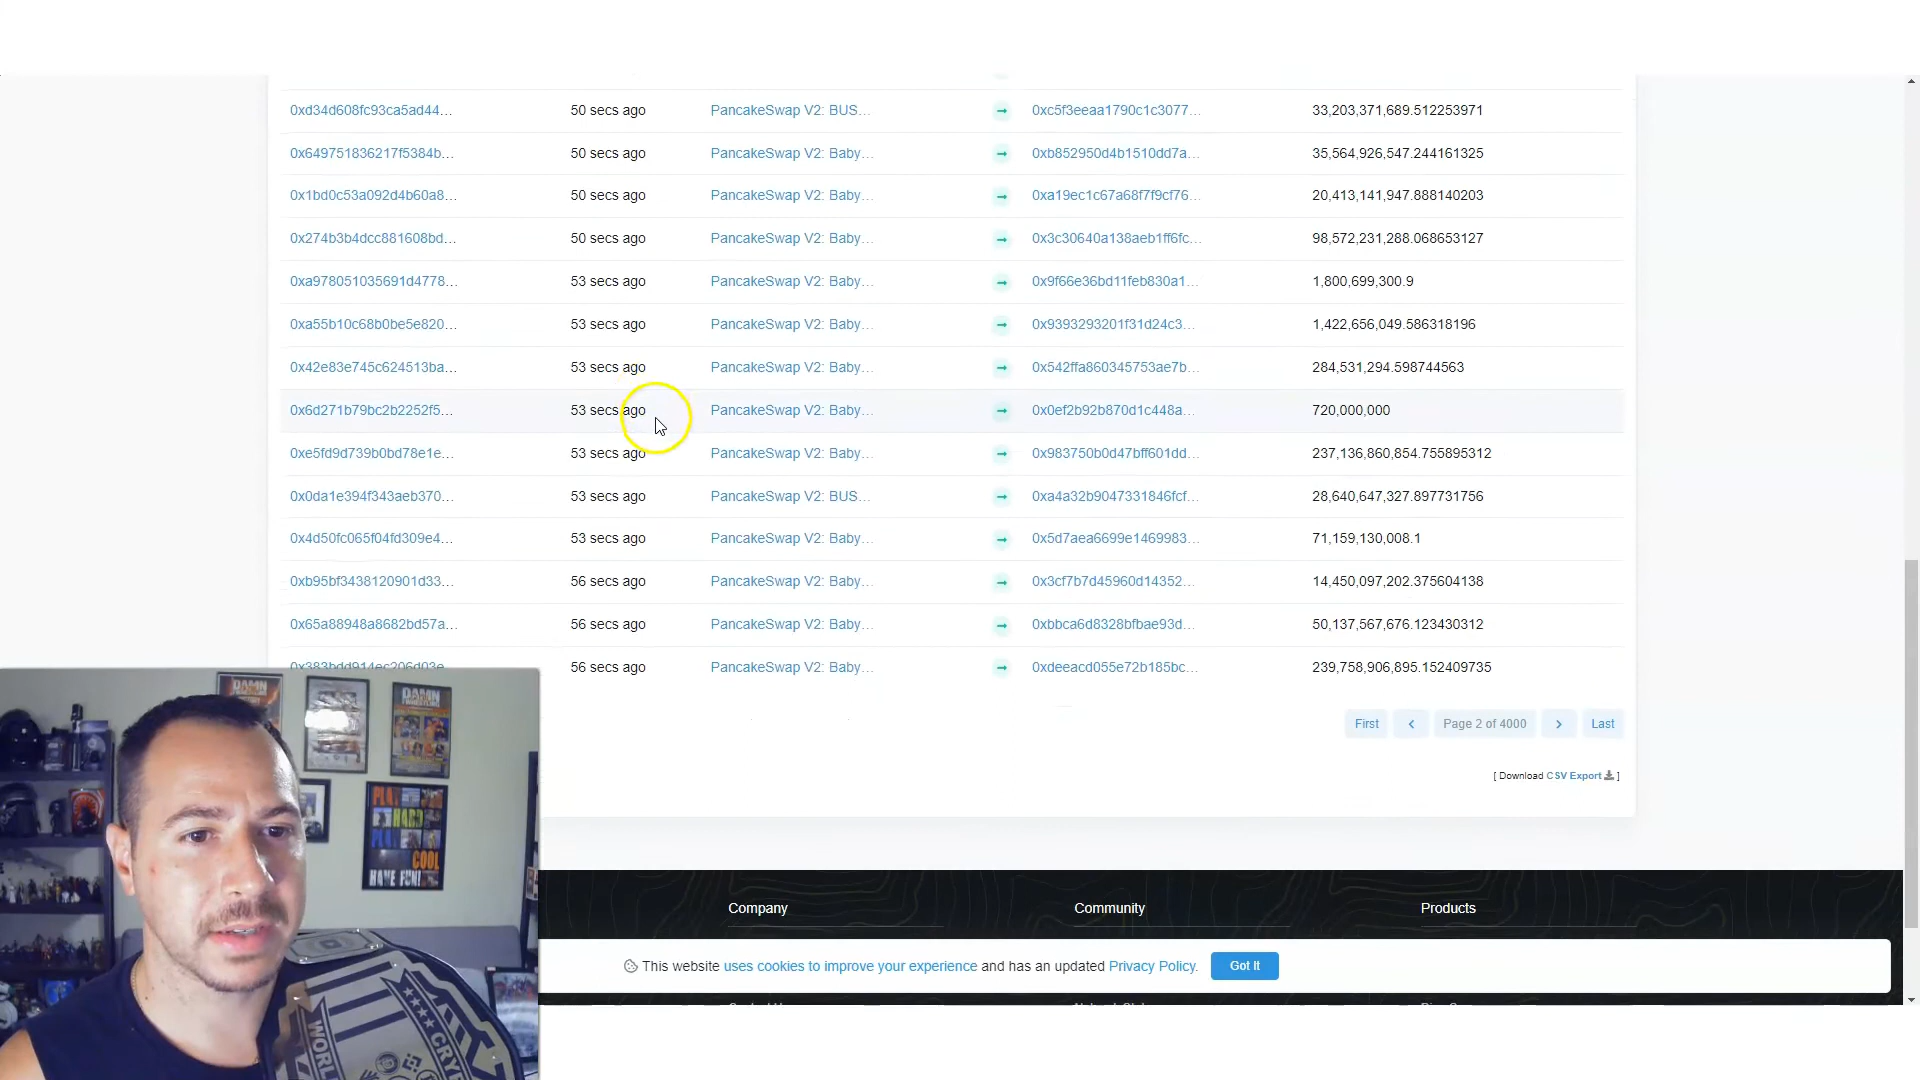 0xd34d608fc93ca5ad44... 50 secs ago PancakeSwap V2: BUS... 0xc5f3eeaa1790c1c3077... 33,203,371,689.512253971
0x649751836217f5384b... 50 secs ago PancakeSwap V2: Baby... 0xb852950d4b1510dd7a... 35,564,926,547.244161325
0x1bd0c53a092d4b60a8... 50 secs ago PancakeSwap V2: Baby... 0xa19ec1c67a68f7f9cf76... 20,413,141,947.888140203
0x274b3b4dcc881608bd... 50 secs ago PancakeSwap V2: Baby... 0x3c30640a138aeb1ff6fc... 98,572,231,288.068653127
0xa978051035691d4778... 53 secs ago PancakeSwap V2: Baby... 0x9f66e36bd11feb830a1... 1,800,699,300.9
0xa55b10c68b0be5e820... 53 secs ago PancakeSwap V2: Baby... 0x9393293201f31d24c3... 1,422,656,049.586318196
0x42e83e745c624513ba... 53 secs ago PancakeSwap V2: Baby... 0x542ffa860345753ae7b... 284,531,294.598744563
0x6d271b79bc2b2252f5... 53 secs ago PancakeSwap V2: Baby... 0x0ef2b92b870d1c448a... 720,000,000
0xe5fd9d739b0bd78e1e... 53 secs ago PancakeSwap V2: Baby... 0x983750b0d47bff601dd... 237,136,860,854.755895312
0x0da1e394f343aeb370... 53 secs ago PancakeSwap V2: BUS... 0xa4a32b9047331846fcf... 28,640,647,327.897731756
0x4d50fc065f04fd309e4... 53 secs ago PancakeSwap V2: Baby... 0x5d7aea6699e1469983... 71,159,130,008.1
0xb95bf3438120901d33... 56 secs ago PancakeSwap V2: Baby... 0x3cf7b7d45960d14352... 14,450,097,202.375604138
0x65a88948a8682bd57a... 56 secs ago PancakeSwap V2: Baby... 0xbbca6d8328bfbae93d... 50,137,567,676.123430312
56 secs ago PancakeSwap V2: Baby... 0xdeeacd055e72b185bc... 239,758,906,895.152409735
First Page 2 of 4000 Last
[ Download CSV Export ]
DAMN
PLAY
HARD
COOL
HAVE FUN!
Company Community Products
This website uses cookies to improve your experience and has an updated Privacy Policy. Got It
WORL
CRYP